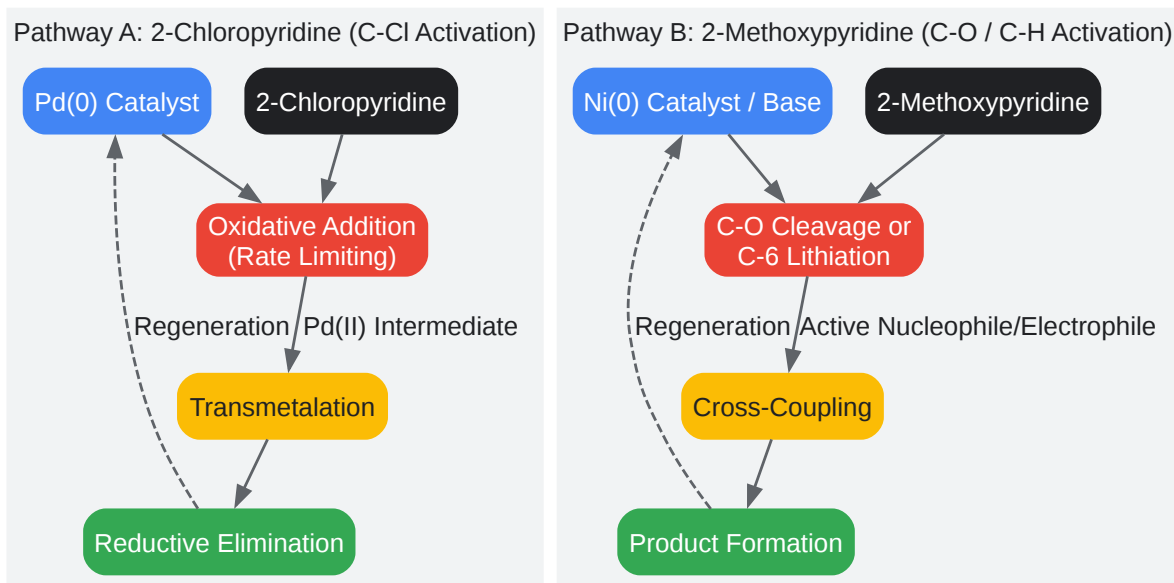 Pathway A: 2-Chloropyridine (C-Cl Activation)
Pd(0) Catalyst
2-Chloropyridine
Oxidative Addition
(Rate Limiting)
Regeneration
Pd(II) Intermediate
Transmetalation
Reductive Elimination
Pathway B: 2-Methoxypyridine (C-O / C-H Activation)
Ni(0) Catalyst / Base
2-Methoxypyridine
C-O Cleavage or
C-6 Lithiation
Regeneration
Active Nucleophile/Electrophile
Cross-Coupling
Product Formation